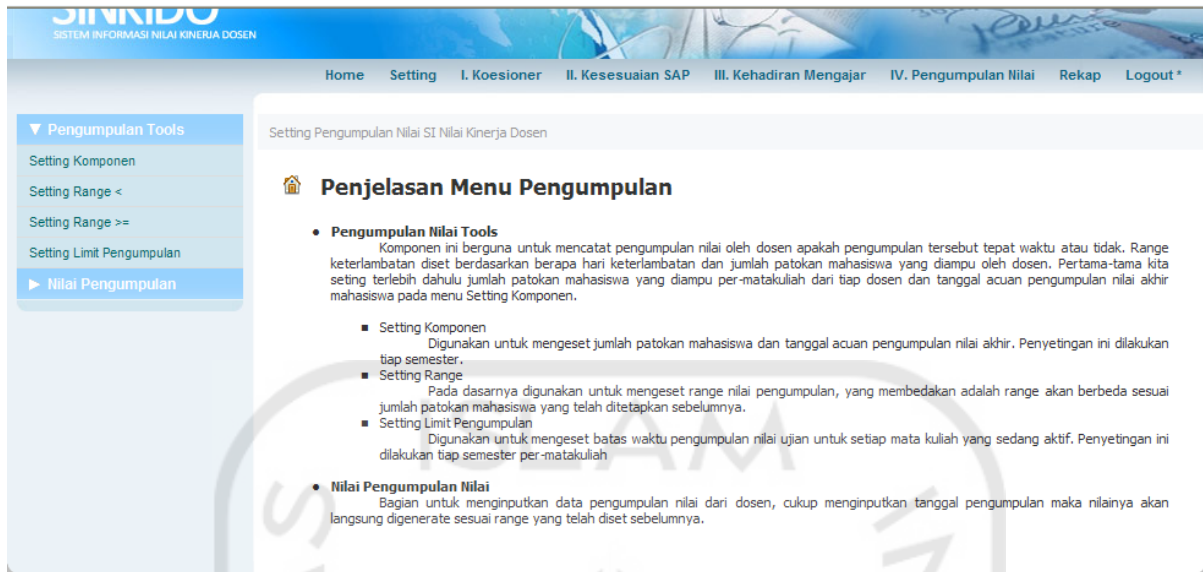 SINKIDO
SISTEM INFORMASI NILAI KINERJA DOSEN
Home Setting I. Koesioner II. Kesesuaian SAP III. Kehadiran Mengajar IV. Pengumpulan Nilai Rekap Logout *
▼ Pengumpulan Tools
Setting Komponen
Setting Range <
Setting Range >=
Setting Limit Pengumpulan
► Nilai Pengumpulan
Setting Pengumpulan Nilai SI Nilai Kinerja Dosen
Penjelasan Menu Pengumpulan
• Pengumpulan Nilai Tools
Komponen ini berguna untuk mencatat pengumpulan nilai oleh dosen apakah pengumpulan tersebut tepat waktu atau tidak. Range
keterlambatan diset berdasarkan berapa hari keterlambatan dan jumlah patokan mahasiswa yang diampu oleh dosen. Pertama-tama kita
seting terlebih dahulu jumlah patokan mahasiswa yang diampu per-matakuliah dari tiap dosen dan tanggal acuan pengumpulan nilai akhir
mahasiswa pada menu Setting Komponen.
■ Setting Komponen
Digunakan untuk mengeset jumlah patokan mahasiswa dan tanggal acuan pengumpulan nilai akhir. Penyetingan ini dilakukan
tiap semester.
■ Setting Range
Pada dasarnya digunakan untuk mengeset range nilai pengumpulan, yang membedakan adalah range akan berbeda sesuai
jumlah patokan mahasiswa yang telah ditetapkan sebelumnya.
■ Setting Limit Pengumpulan
Digunakan untuk mengeset batas waktu pengumpulan nilai ujian untuk setiap mata kuliah yang sedang aktif. Penyetingan ini
dilakukan tiap semester per-matakuliah
• Nilai Pengumpulan Nilai
Bagian untuk menginputkan data pengumpulan nilai dari dosen, cukup menginputkan tanggal pengumpulan maka nilainya akan
langsung digenerate sesuai range yang telah diset sebelumnya.
ISLAM